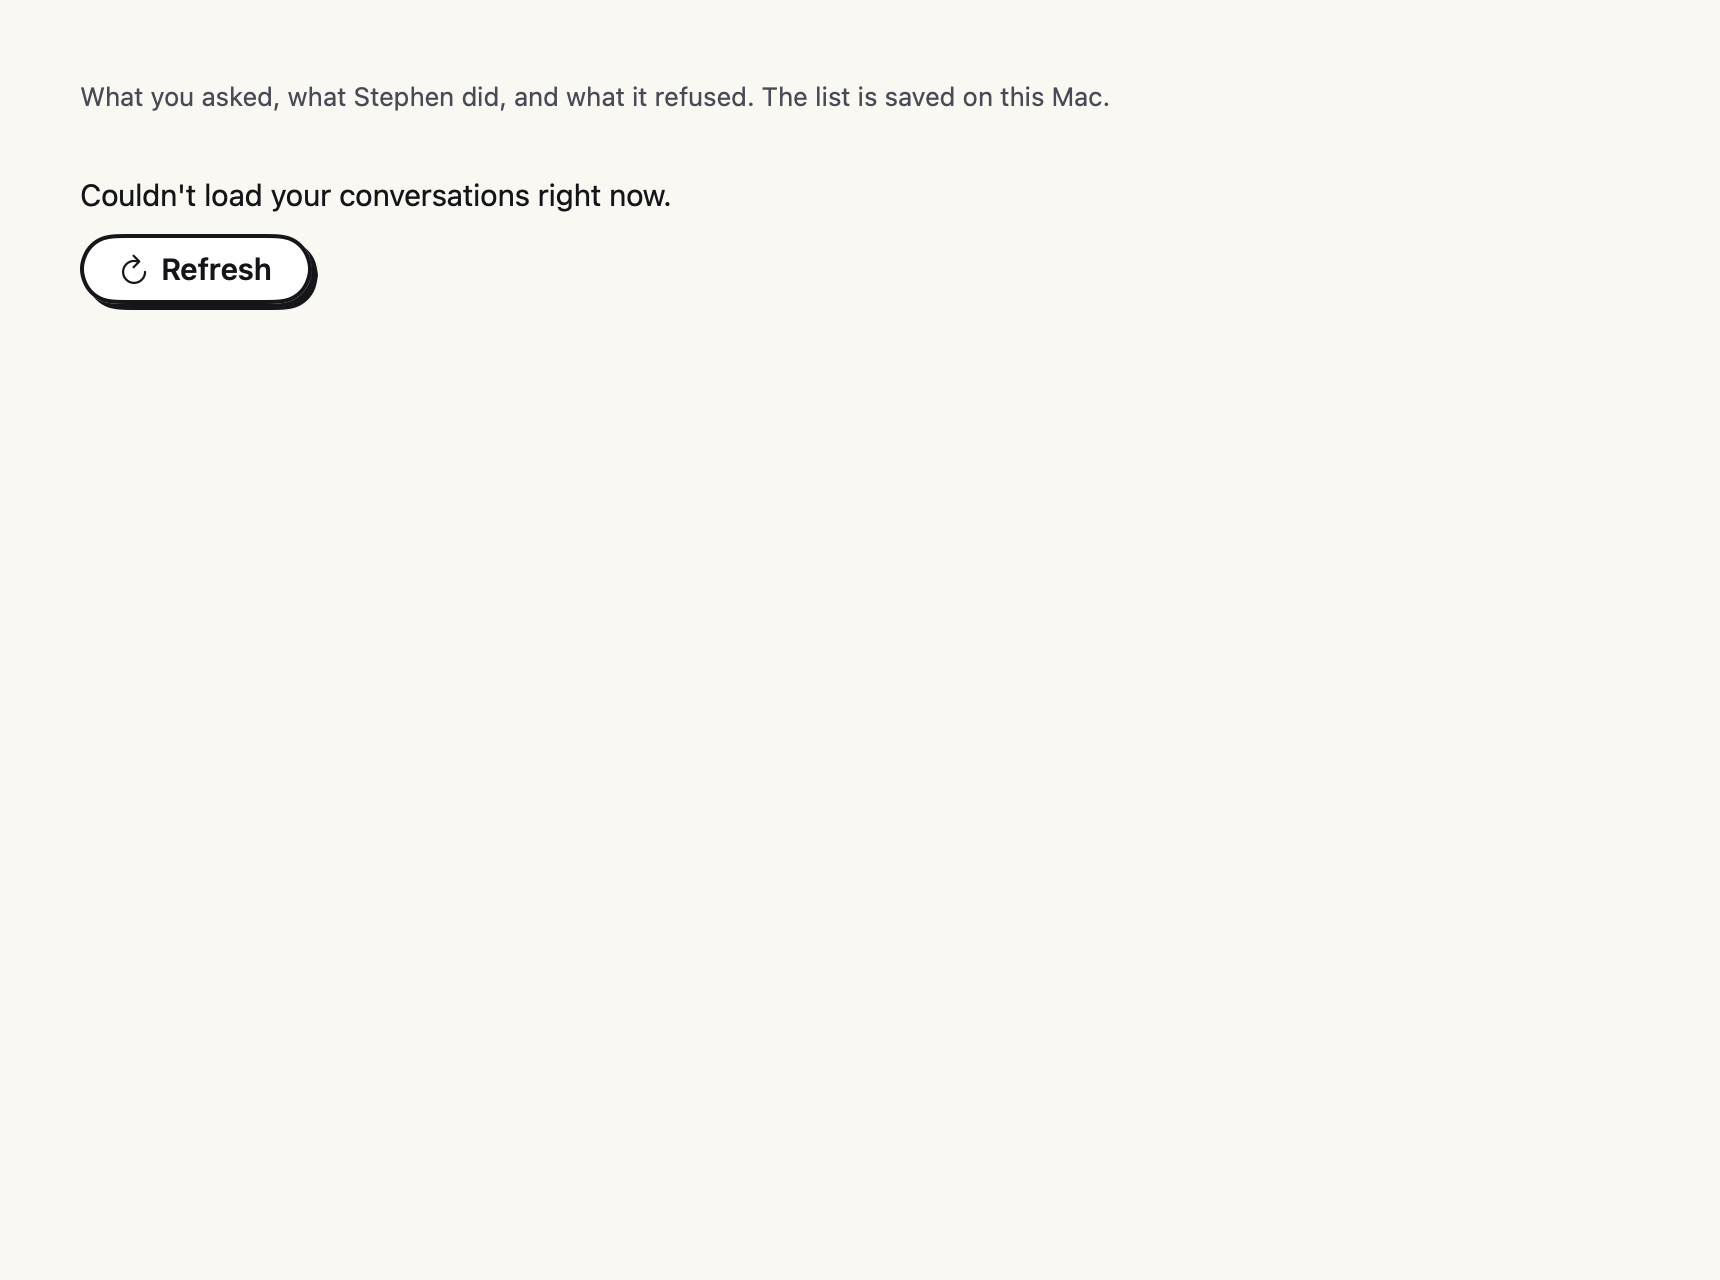 What you asked, what Stephen did, and what it refused. The list is saved on this Mac.
Couldn't load your conversations right now.
Refresh